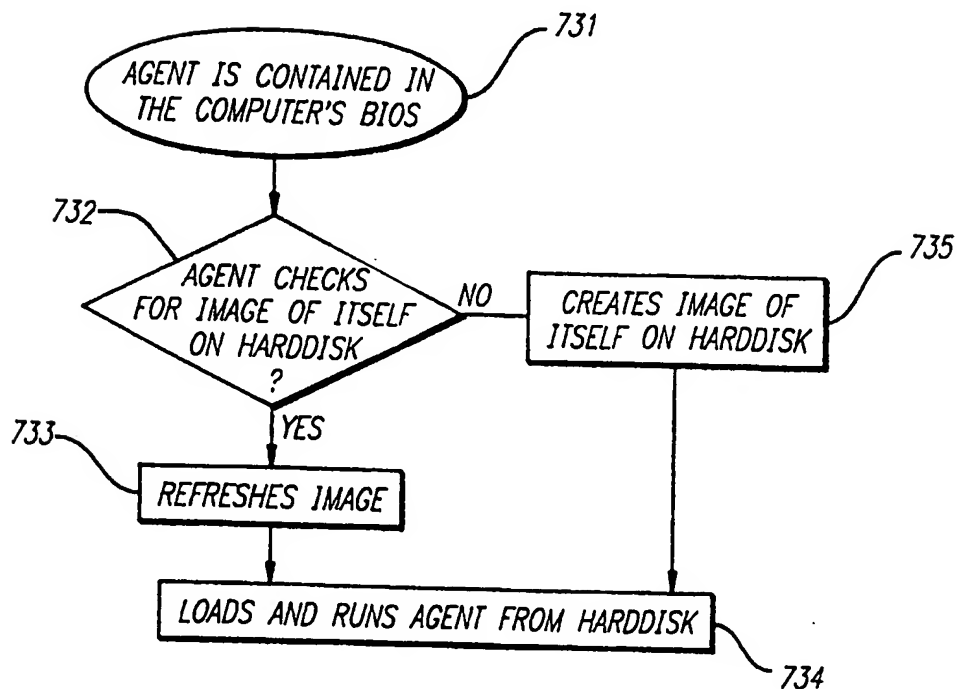 731
AGENT IS CONTAINED IN
THE COMPUTER'S BIOS
732
AGENT CHECKS
FOR IMAGE OF ITSELF
ON HARDDISK
?
NO
735
CREATES IMAGE OF
ITSELF ON HARDDISK
YES
733
REFRESHES IMAGE
LOADS AND RUNS AGENT FROM HARDDISK
734